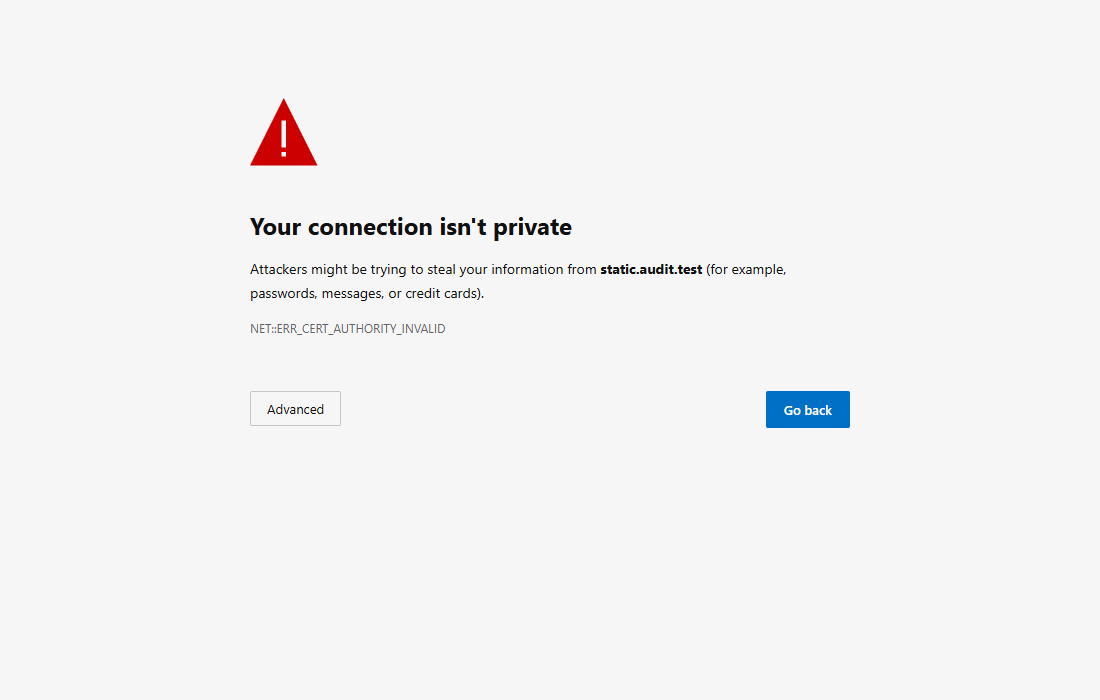 !
Your connection isn't private
Attackers might be trying to steal your information from static.audit.test (for example,
passwords, messages, or credit cards).
NET::ERR_CERT_AUTHORITY_INVALID
Advanced
Go back